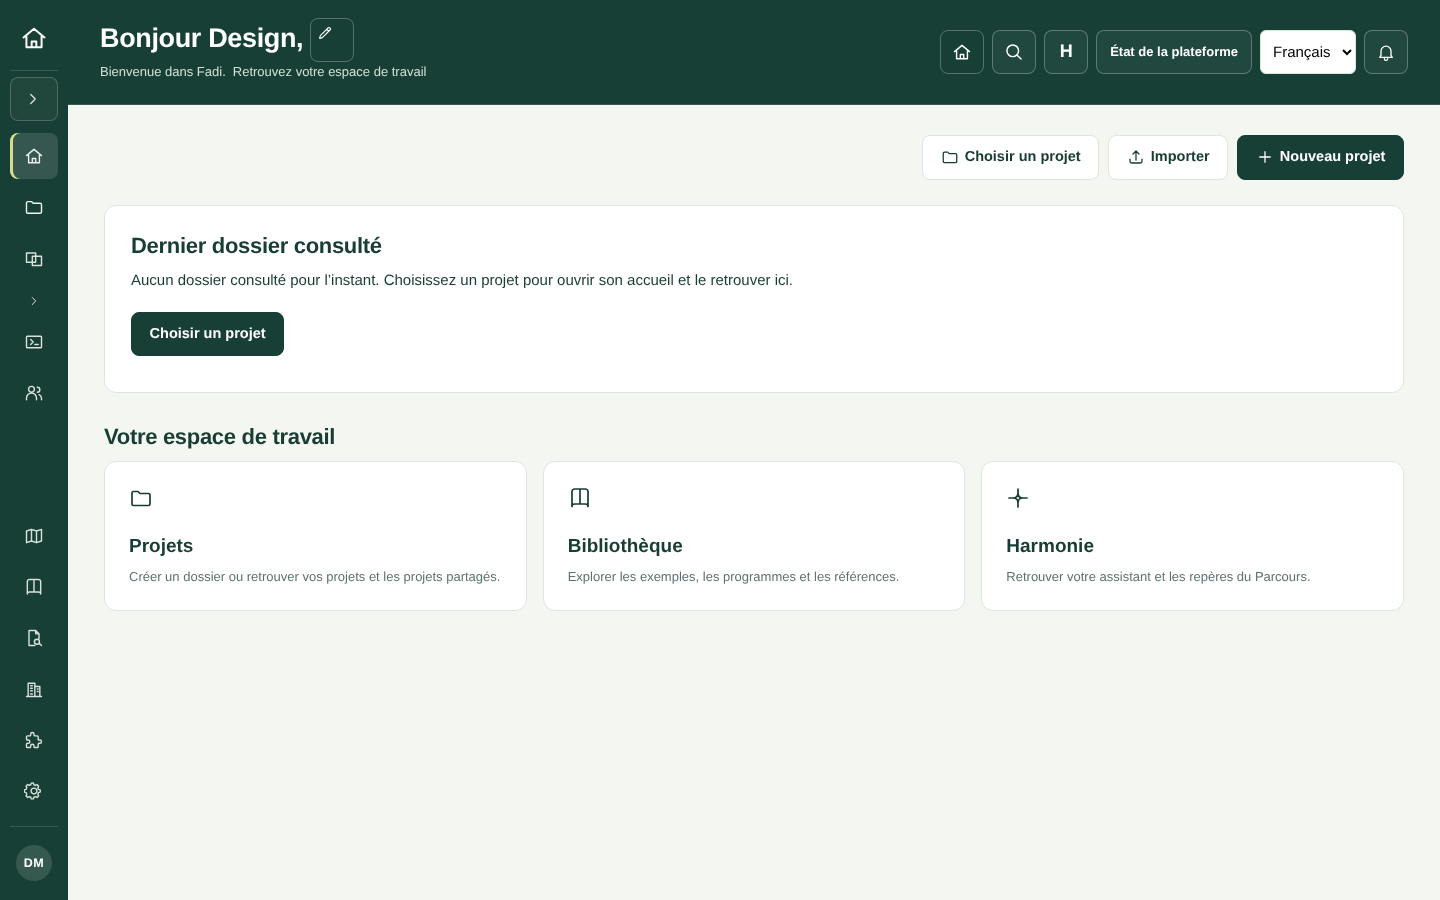 Bonjour Design,
Bienvenue dans Fadi. Retrouvez votre espace de travail
H
État de la plateforme
Français
Choisir un projet
Importer
Nouveau projet
Dernier dossier consulté
Aucun dossier consulté pour l’instant. Choisissez un projet pour ouvrir son accueil et le retrouver ici.
Choisir un projet
Votre espace de travail
Projets
Créer un dossier ou retrouver vos projets et les projets partagés.
Bibliothèque
Explorer les exemples, les programmes et les références.
Harmonie
Retrouver votre assistant et les repères du Parcours.
DM